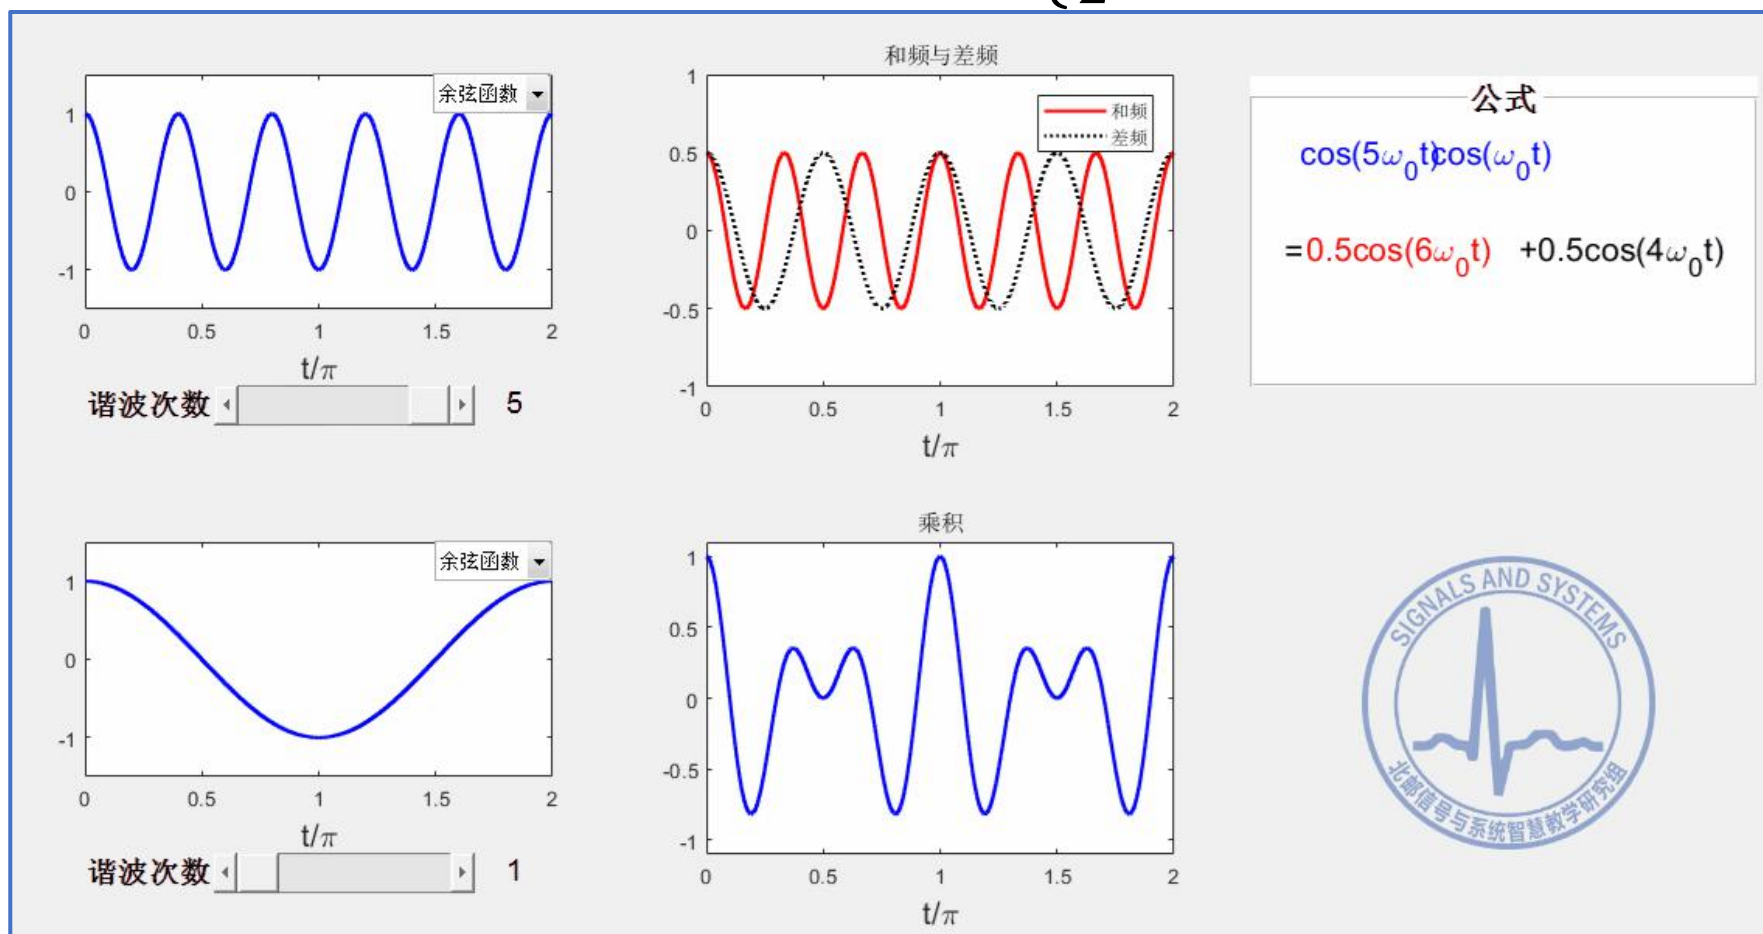 余弦函数
1
0
-1
0 0.5 1 1.5 2
t/π
谐波次数 5
和频与差频
和频
差频
1
0.5
0
-0.5
-1
0 0.5 1 1.5 2
t/π
公式
cos(5ω₀t)cos(ω₀t)
=0.5cos(6ω₀t) +0.5cos(4ω₀t)
余弦函数
1
0
-1
0 0.5 1 1.5 2
t/π
谐波次数 1
乘积
1
0.5
0
-0.5
-1
0 0.5 1 1.5 2
t/π
SIGNALS AND SYSTEMS
北邮信号与系统智慧教学研究组